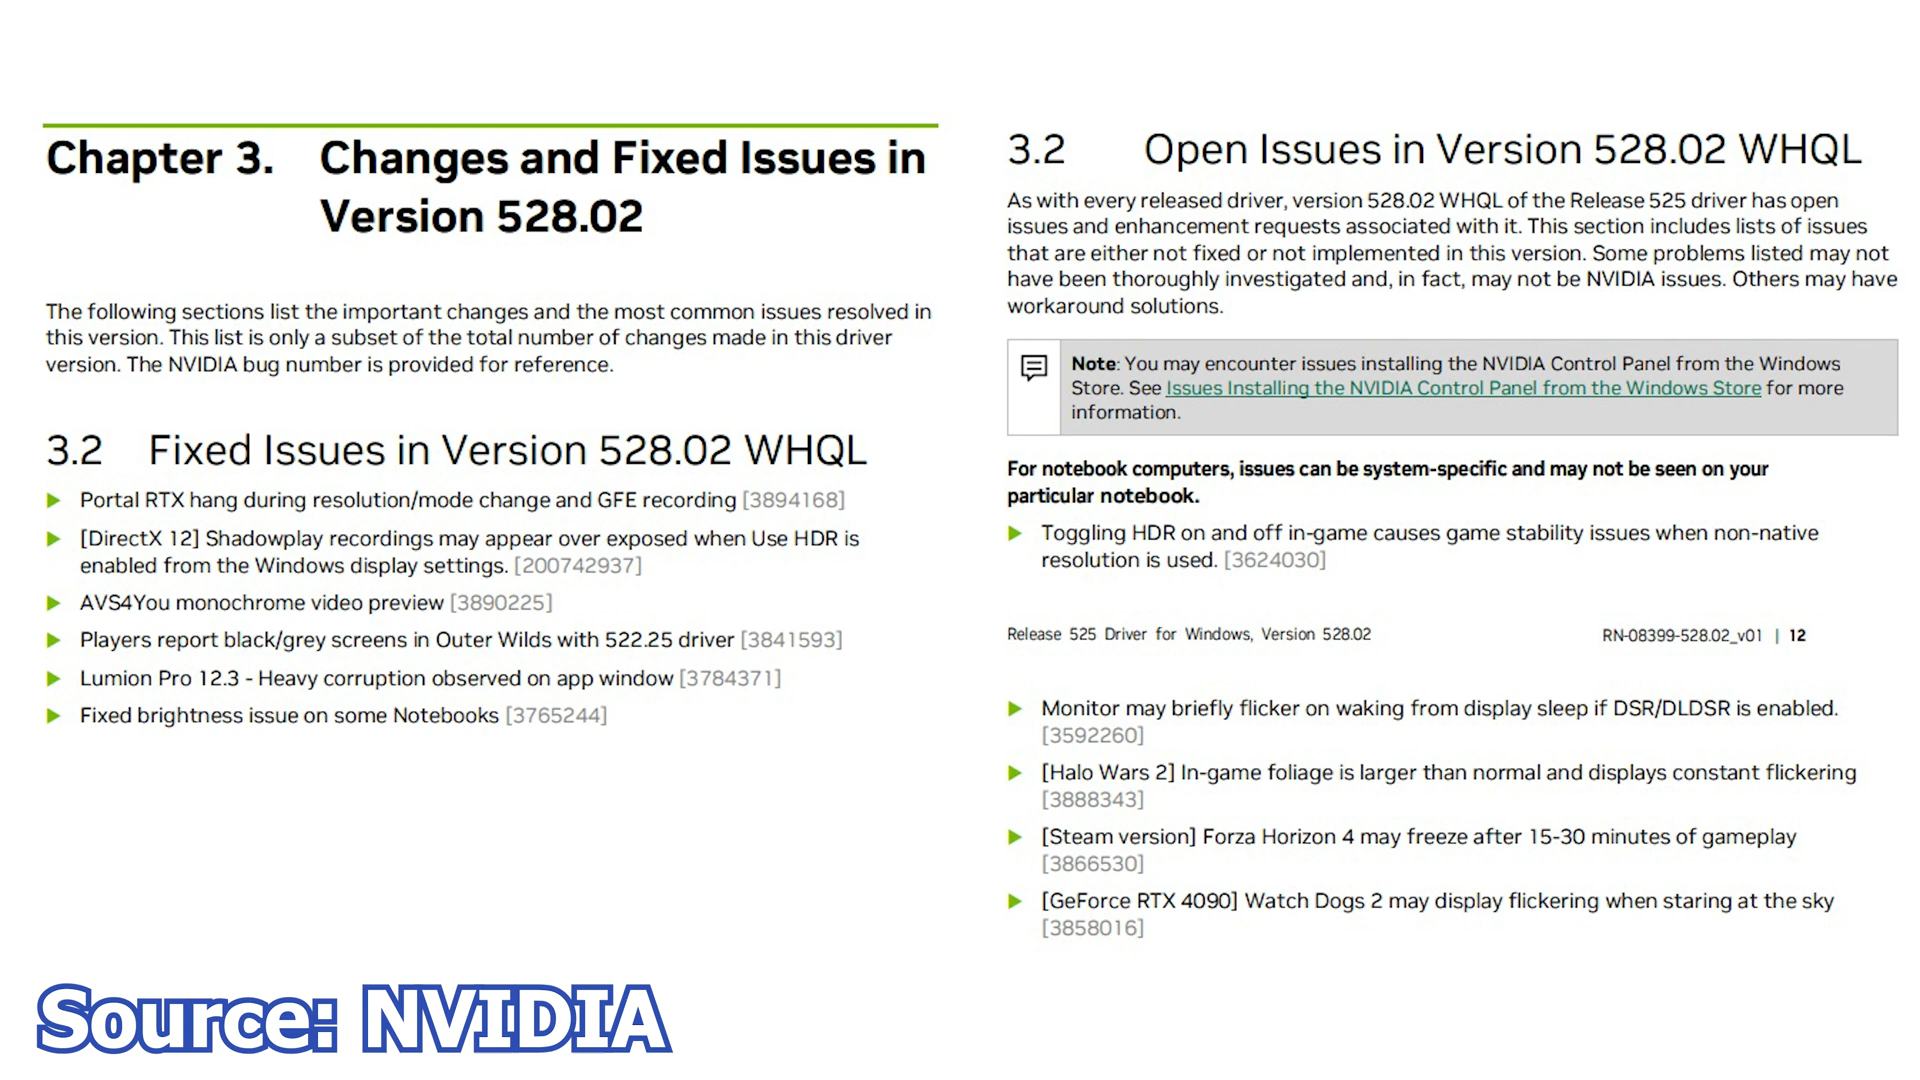 Chapter 3. Changes and Fixed Issues in
Version 528.02
The following sections list the important changes and the most common issues resolved in
this version. This list is only a subset of the total number of changes made in this driver
version. The NVIDIA bug number is provided for reference.
3.2 Fixed Issues in Version 528.02 WHQL
Portal RTX hang during resolution/mode change and GFE recording [3894168]
[DirectX 12] Shadowplay recordings may appear over exposed when Use HDR is
enabled from the Windows display settings. [200742937]
AVS4You monochrome video preview [3890225]
Players report black/grey screens in Outer Wilds with 522.25 driver [3841593]
Lumion Pro 12.3 - Heavy corruption observed on app window [3784371]
Fixed brightness issue on some Notebooks [3765244]
3.2 Open Issues in Version 528.02 WHQL
As with every released driver, version 528.02 WHQL of the Release 525 driver has open
issues and enhancement requests associated with it. This section includes lists of issues
that are either not fixed or not implemented in this version. Some problems listed may not
have been thoroughly investigated and, in fact, may not be NVIDIA issues. Others may have
workaround solutions.
Note: You may encounter issues installing the NVIDIA Control Panel from the Windows
Store. See Issues Installing the NVIDIA Control Panel from the Windows Store for more
information.
For notebook computers, issues can be system-specific and may not be seen on your
particular notebook.
Toggling HDR on and off in-game causes game stability issues when non-native
resolution is used. [3624030]
Release 525 Driver for Windows, Version 528.02 RN-08399-528.02_v01 | 12
Monitor may briefly flicker on waking from display sleep if DSR/DLDSR is enabled.
[3592260]
[Halo Wars 2] In-game foliage is larger than normal and displays constant flickering
[3888343]
[Steam version] Forza Horizon 4 may freeze after 15-30 minutes of gameplay
[3866530]
[GeForce RTX 4090] Watch Dogs 2 may display flickering when staring at the sky
[3858016]
Source: NVIDIA